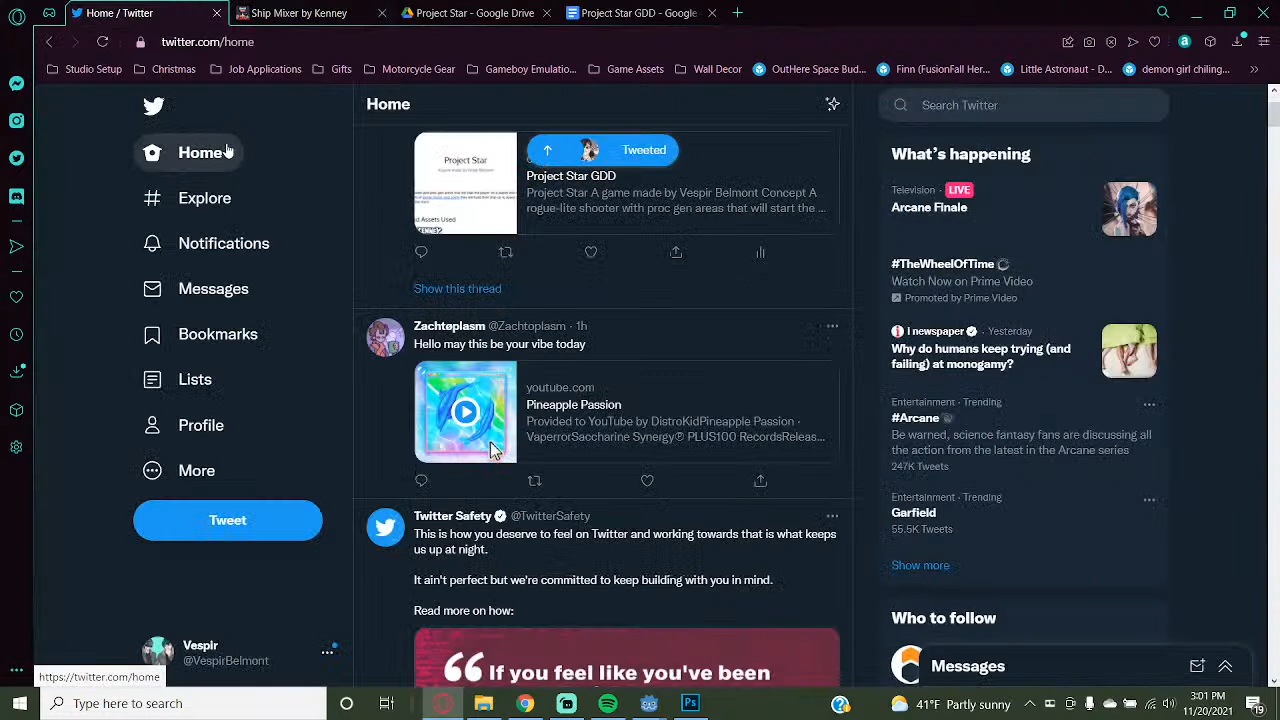 Home / Twitter
Ship Mixer by Kenney
Project Star - Google Drive
Project Star GDD - Google
twitter.com/home
Studio Setup
Christmas
Job Applications
Gifts
Motorcycle Gear
Gameboy Emulatio...
Game Assets
Wall Decor
OutHere Space Bud...
Finn (FusionFall Her...
Little Astronaut - D...
demon girl chiling...
Home
Explore
Notifications
Messages
Bookmarks
Lists
Profile
More
Tweet
Vespir
@VespirBelmont
https://twitter.com/home
Home
Project Star
Tweeted
Project Star GDD
Project Star A game made by Vespir the Concept A
rogue-lite shooter with proc generation that will set the ...
d Assets Used
KENNEY
Show this thread
Zachtøplasm @Zachtoplasm · 1h
Hello may this be your vibe today
youtube.com
Pineapple Passion
Provided to YouTube by DistroKidPineapple Passion ·
VaperrorSaccharine Synergy® PLUS100 RecordsReleas...
Twitter Safety @TwitterSafety
This is how you deserve to feel on Twitter and working towards that is what keeps
us up at night.
It ain't perfect but we're committed to keep building with you in mind.
Read more on how:
If you feel like you've been
Search Twitter
What's happening
LIVE
Arcane Finale
#TheWheelOfTime
Watch Now on Prime Video
Promoted by Prime Video
i newspaper · Yesterday
Why do humans keep trying (and
failing) at monogamy?
Entertainment · Trending
#Arcane
Be warned, science fantasy fans are discussing all
the action from the latest in the Arcane series
247K Tweets
Entertainment · Trending
Garfield
55.5K Tweets
Show more
Who to follow
Messages
Type here to search
Ps
51°F Partly sunny
3:01 PM
11/20/2021